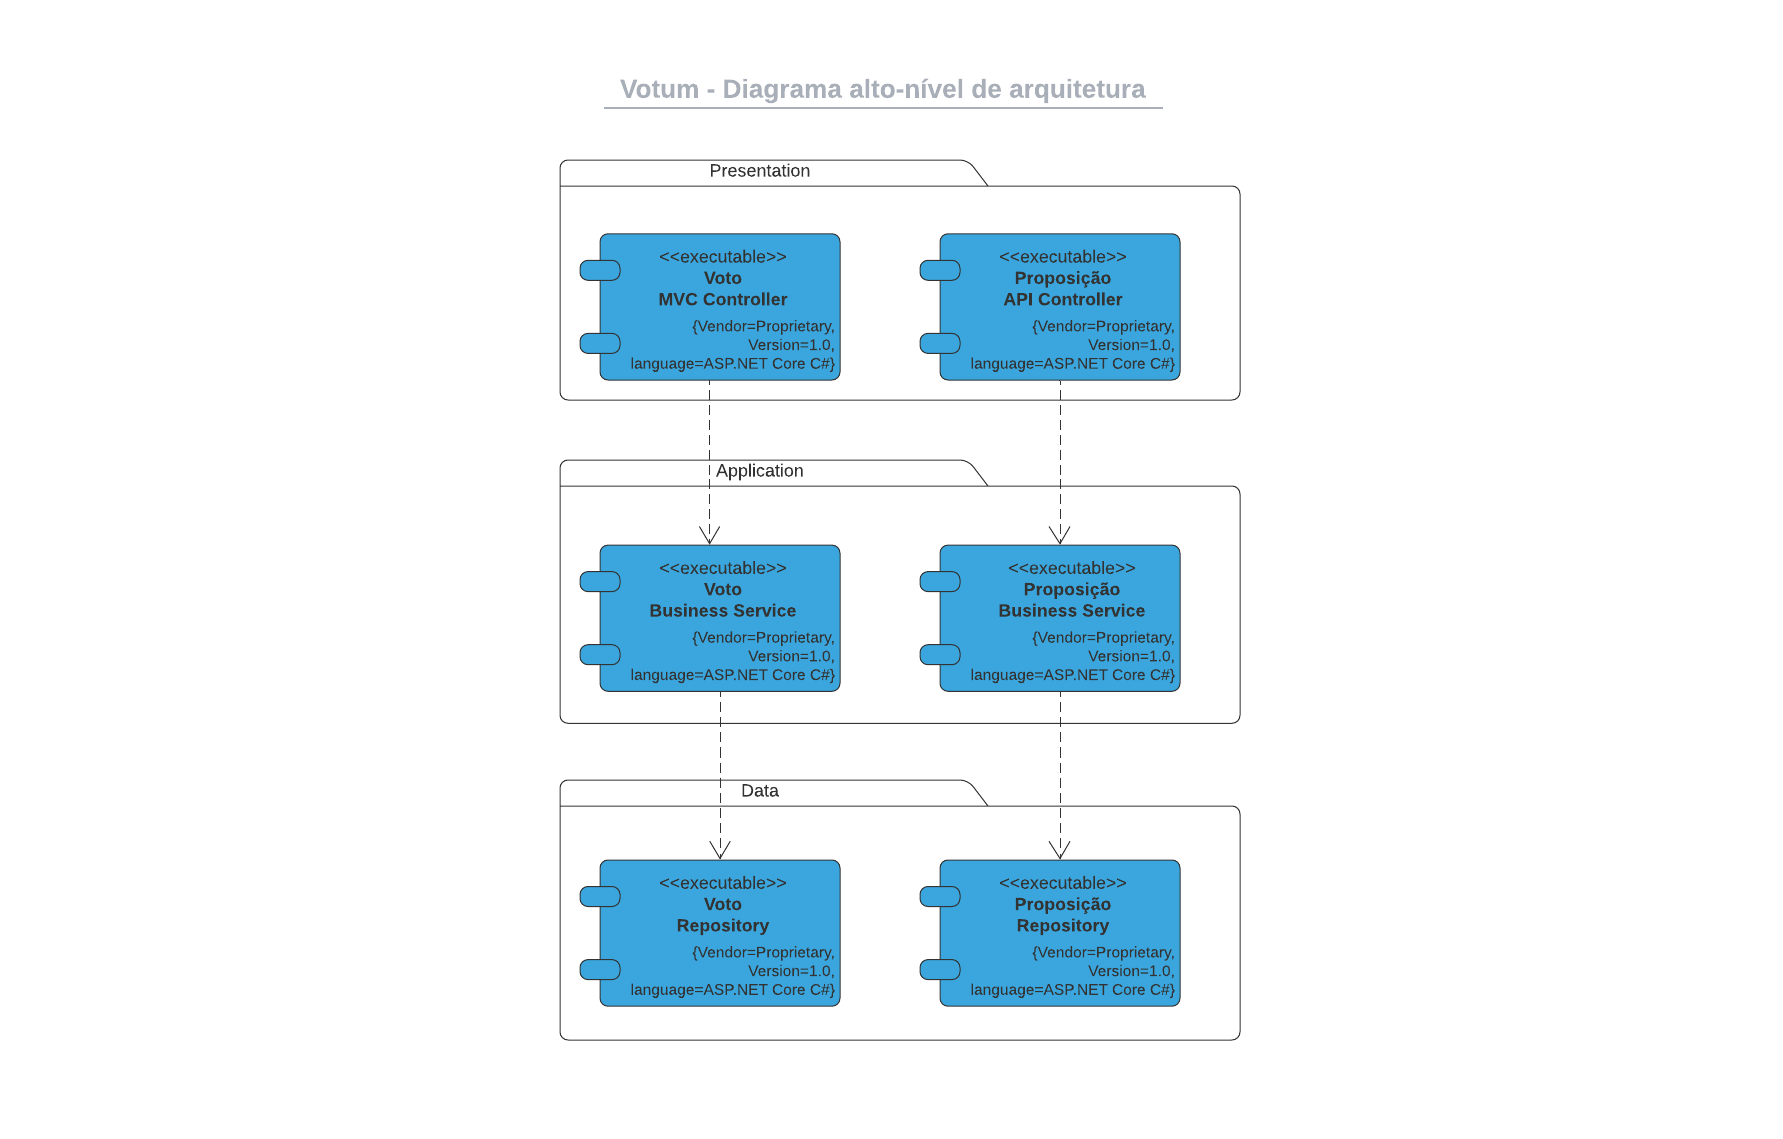 Votum - Diagrama alto-nível de arquitetura
Presentation
<<executable>>
Voto
MVC Controller
{Vendor=Proprietary,
Version=1.0,
language=ASP.NET Core C#}
<<executable>>
Proposição
API Controller
{Vendor=Proprietary,
Version=1.0,
language=ASP.NET Core C#}
Application
<<executable>>
Voto
Business Service
{Vendor=Proprietary,
Version=1.0,
language=ASP.NET Core C#}
<<executable>>
Proposição
Business Service
{Vendor=Proprietary,
Version=1.0,
language=ASP.NET Core C#}
Data
<<executable>>
Voto
Repository
{Vendor=Proprietary,
Version=1.0,
language=ASP.NET Core C#}
<<executable>>
Proposição
Repository
{Vendor=Proprietary,
Version=1.0,
language=ASP.NET Core C#}